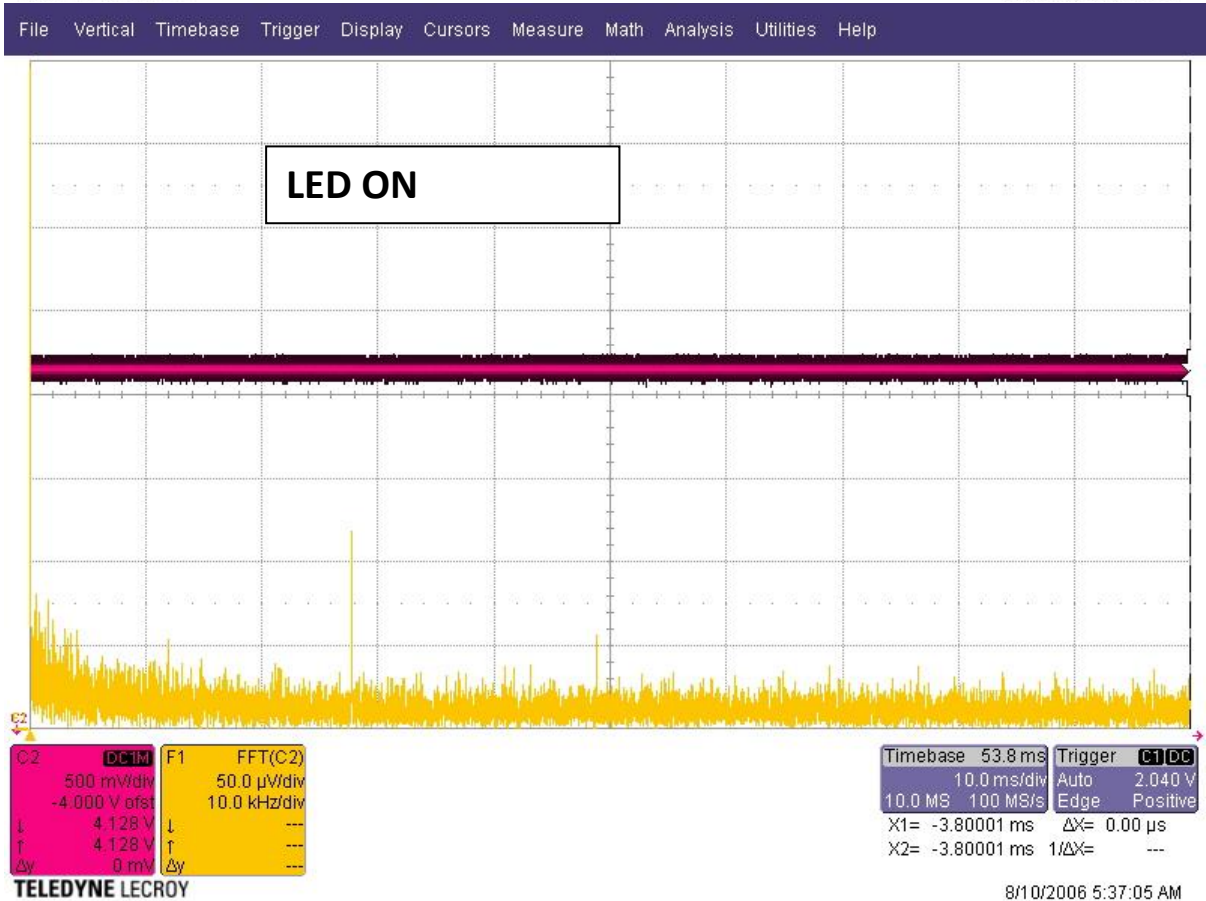 File Vertical Timebase Trigger Display Cursors Measure Math Analysis Utilities Help
LED ON
C2
C2 DC1M
500 mV/div
-4.000 V ofst
↓ 4.128 V
↑ 4.128 V
Δy 0 mV
F1 FFT(C2)
50.0 µV/div
10.0 kHz/div
↓ ---
↑ ---
Δy ---
Timebase 53.8 ms
10.0 ms/div
10.0 MS 100 MS/s
Trigger C1 DC
Auto 2.040 V
Edge Positive
X1= -3.80001 ms ΔX= 0.00 µs
X2= -3.80001 ms 1/ΔX= ---
TELEDYNE LECROY
8/10/2006 5:37:05 AM